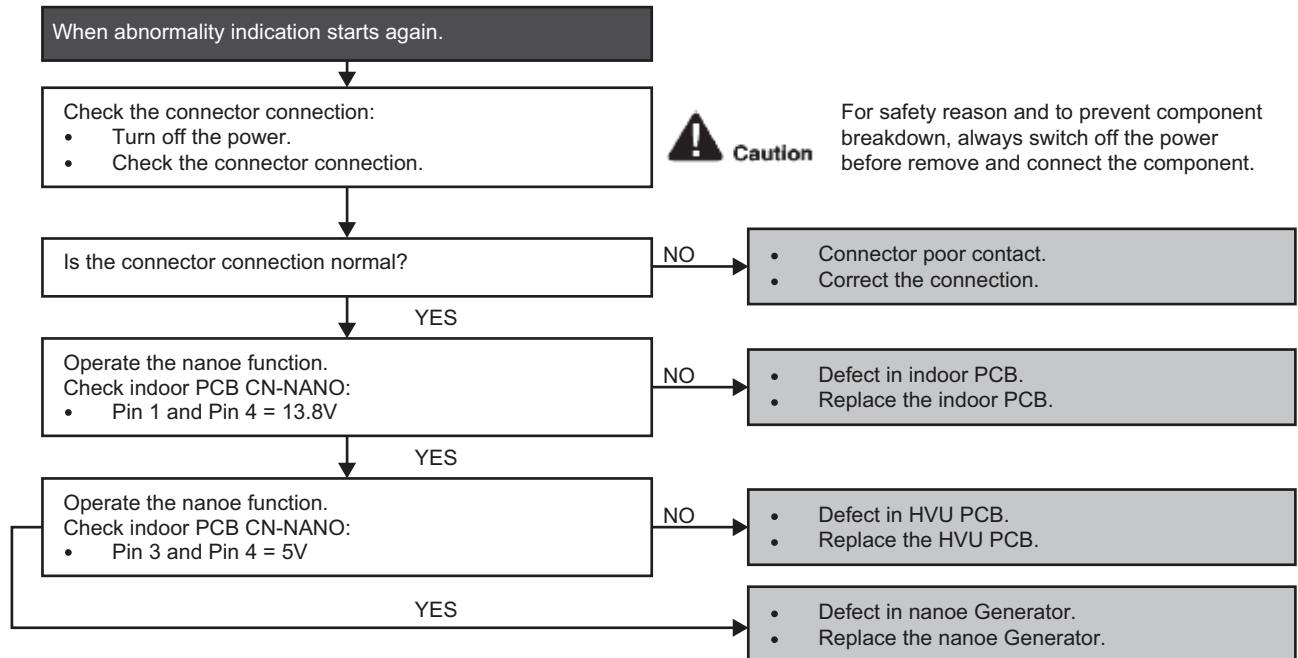 When abnormality indication starts again.
Check the connector connection:
• Turn off the power.
• Check the connector connection.
Caution
For safety reason and to prevent component
breakdown, always switch off the power
before remove and connect the component.
Is the connector connection normal?
NO
• Connector poor contact.
• Correct the connection.
YES
Operate the nanoe function.
Check indoor PCB CN-NANO:
• Pin 1 and Pin 4 = 13.8V
NO
• Defect in indoor PCB.
• Replace the indoor PCB.
YES
Operate the nanoe function.
Check indoor PCB CN-NANO:
• Pin 3 and Pin 4 = 5V
NO
• Defect in HVU PCB.
• Replace the HVU PCB.
YES
• Defect in nanoe Generator.
• Replace the nanoe Generator.